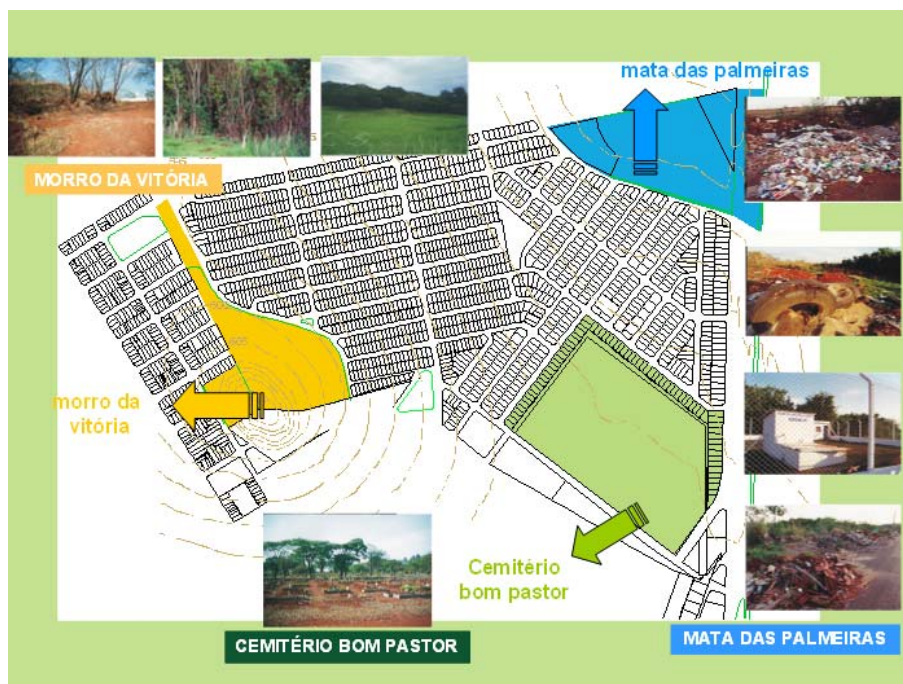 mata das palmeiras
MORRO DA VITÓRIA
morro da
vitória
Cemitério
bom pastor
CEMITÉRIO BOM PASTOR
MATA DAS PALMEIRAS